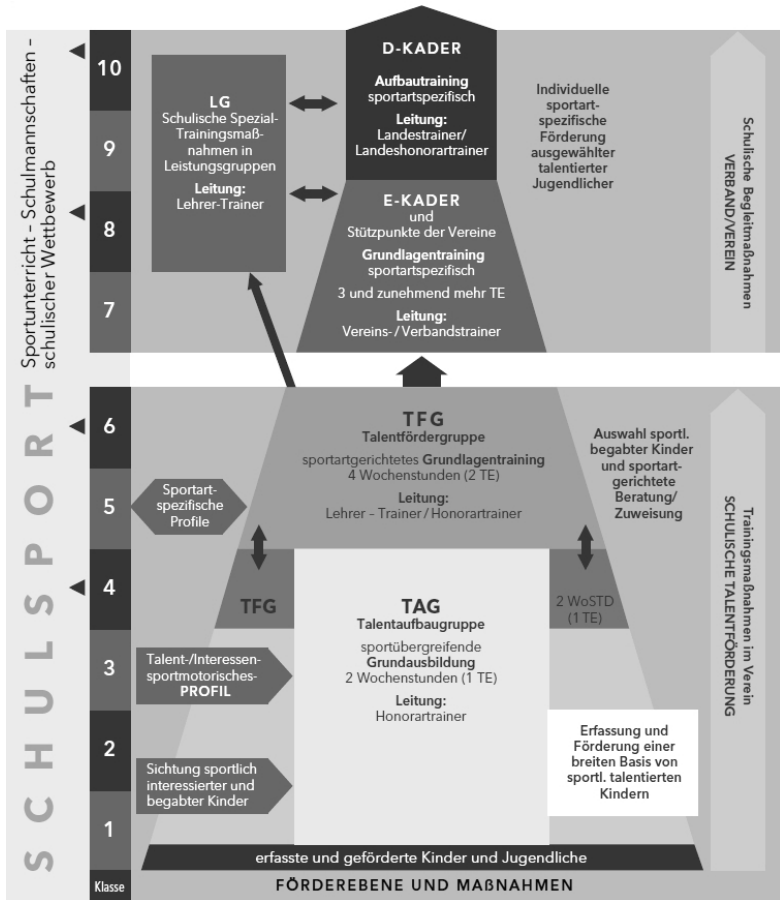 Sportunterricht – Schulmannschaften –
schulischer Wettbewerb
SCHULSPORT
10
9
8
7
6
5
4
3
2
1
Klasse
LG
Schulische Spezial-
Trainingsmaß-
nahmen in
Leistungsgruppen
Leitung:
Lehrer-Trainer
D-KADER
Aufbautraining
sportartspezifisch
Leitung:
Landestrainer/
Landeshonorartrainer
E-KADER
und
Stützpunkte der Vereine
Grundlagentraining
sportartspezifisch
3 und zunehmend mehr TE
Leitung:
Vereins-/Verbandstrainer
Individuelle
sportart-
spezifische
Förderung
ausgewählter
talentierter
Jugendlicher
Schulische Begleitmaßnahmen
VERBAND/VEREIN
TFG
Talentfördergruppe
sportartgerichtetes Grundlagentraining
4 Wochenstunden (2 TE)
Leitung:
Lehrer – Trainer/Honorartrainer
Auswahl sportl.
begabter Kinder
und sportart-
gerichtete
Beratung/
Zuweisung
Sportart-
spezifische
Profile
TFG
TAG
Talentaufbaugruppe
sportübergreifende
Grundausbildung
2 Wochenstunden (1 TE)
Leitung:
Honorartrainer
2 WoSTD
(1 TE)
Talent-/Interessen-
sportmotorisches-
PROFIL
Sichtung sportlich
interessierter und
begabter Kinder
Erfassung und
Förderung einer
breiten Basis von
sportl. talentierten
Kindern
Trainingsmaßnahmen im Verein
SCHULISCHE TALENTFÖRDERUNG
erfasste und geförderte Kinder und Jugendliche
FÖRDEREBENE UND MAßNAHMEN